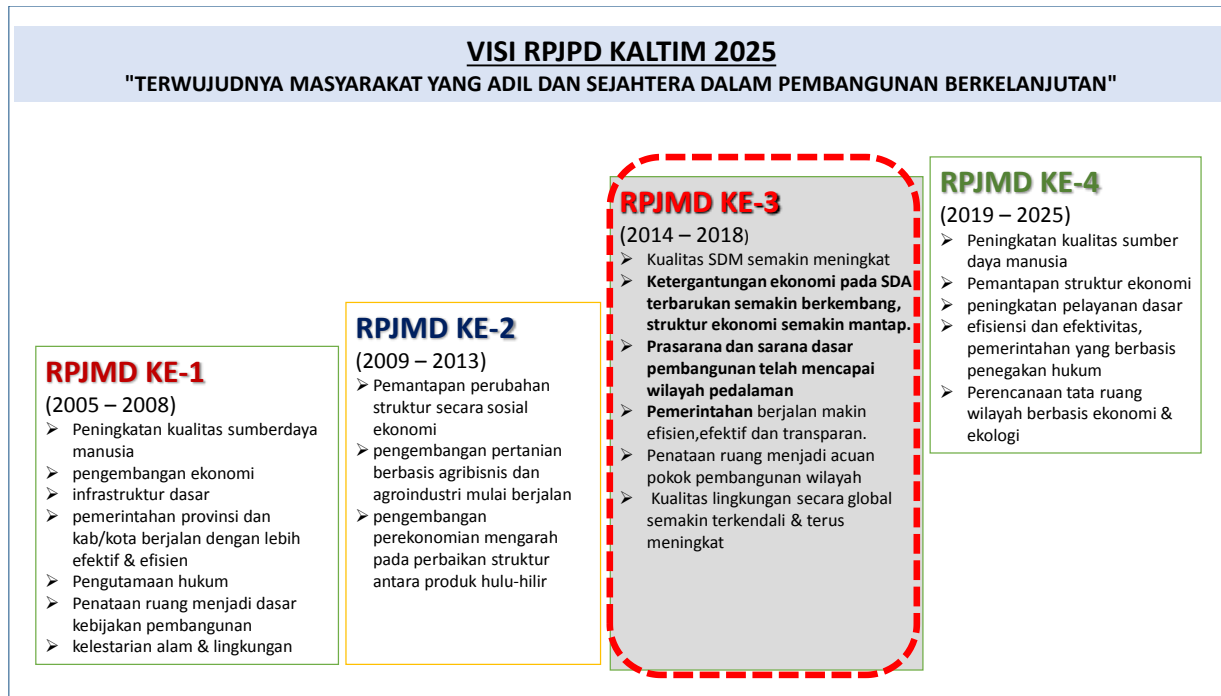 VISI RPJPD KALTIM 2025
"TERWUJUDNYA MASYARAKAT YANG ADIL DAN SEJAHTERA DALAM PEMBANGUNAN BERKELANJUTAN"
RPJMD KE-1
(2005 – 2008)
➢ Peningkatan kualitas sumberdaya
manusia
➢ pengembangan ekonomi
➢ infrastruktur dasar
➢ pemerintahan provinsi dan
kab/kota berjalan dengan lebih
efektif & efisien
➢ Pengutamaan hukum
➢ Penataan ruang menjadi dasar
kebijakan pembangunan
➢ kelestarian alam & lingkungan
RPJMD KE-2
(2009 – 2013)
➢ Pemantapan perubahan
struktur secara sosial
ekonomi
➢ pengembangan pertanian
berbasis agribisnis dan
agroindustri mulai berjalan
➢ pengembangan
perekonomian mengarah
pada perbaikan struktur
antara produk hulu-hilir
RPJMD KE-3
(2014 – 2018)
➢ Kualitas SDM semakin meningkat
➢ Ketergantungan ekonomi pada SDA
terbarukan semakin berkembang,
struktur ekonomi semakin mantap.
➢ Prasarana dan sarana dasar
pembangunan telah mencapai
wilayah pedalaman
➢ Pemerintahan berjalan makin
efisien,efektif dan transparan.
➢ Penataan ruang menjadi acuan
pokok pembangunan wilayah
➢ Kualitas lingkungan secara global
semakin terkendali & terus
meningkat
RPJMD KE-4
(2019 – 2025)
➢ Peningkatan kualitas sumber
daya manusia
➢ Pemantapan struktur ekonomi
➢ peningkatan pelayanan dasar
➢ efisiensi dan efektivitas,
pemerintahan yang berbasis
penegakan hukum
➢ Perencanaan tata ruang
wilayah berbasis ekonomi &
ekologi